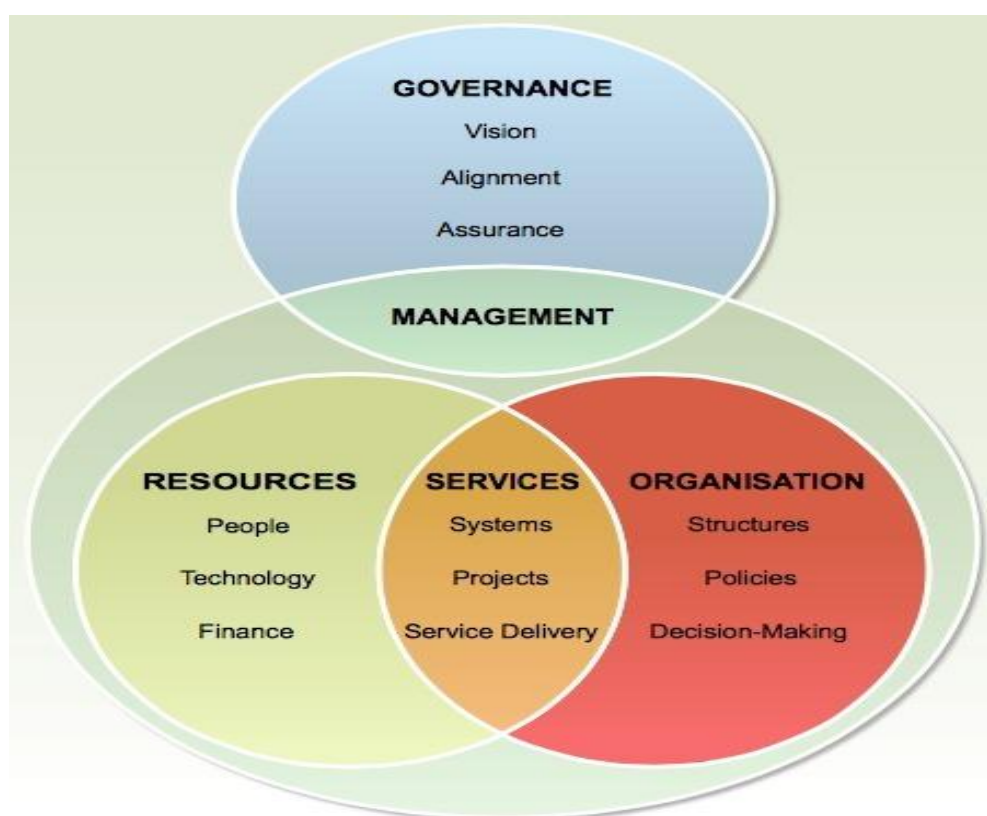 GOVERNANCE
Vision
Alignment
Assurance
MANAGEMENT
RESOURCES
People
Technology
Finance
SERVICES
Systems
Projects
Service Delivery
ORGANISATION
Structures
Policies
Decision-Making